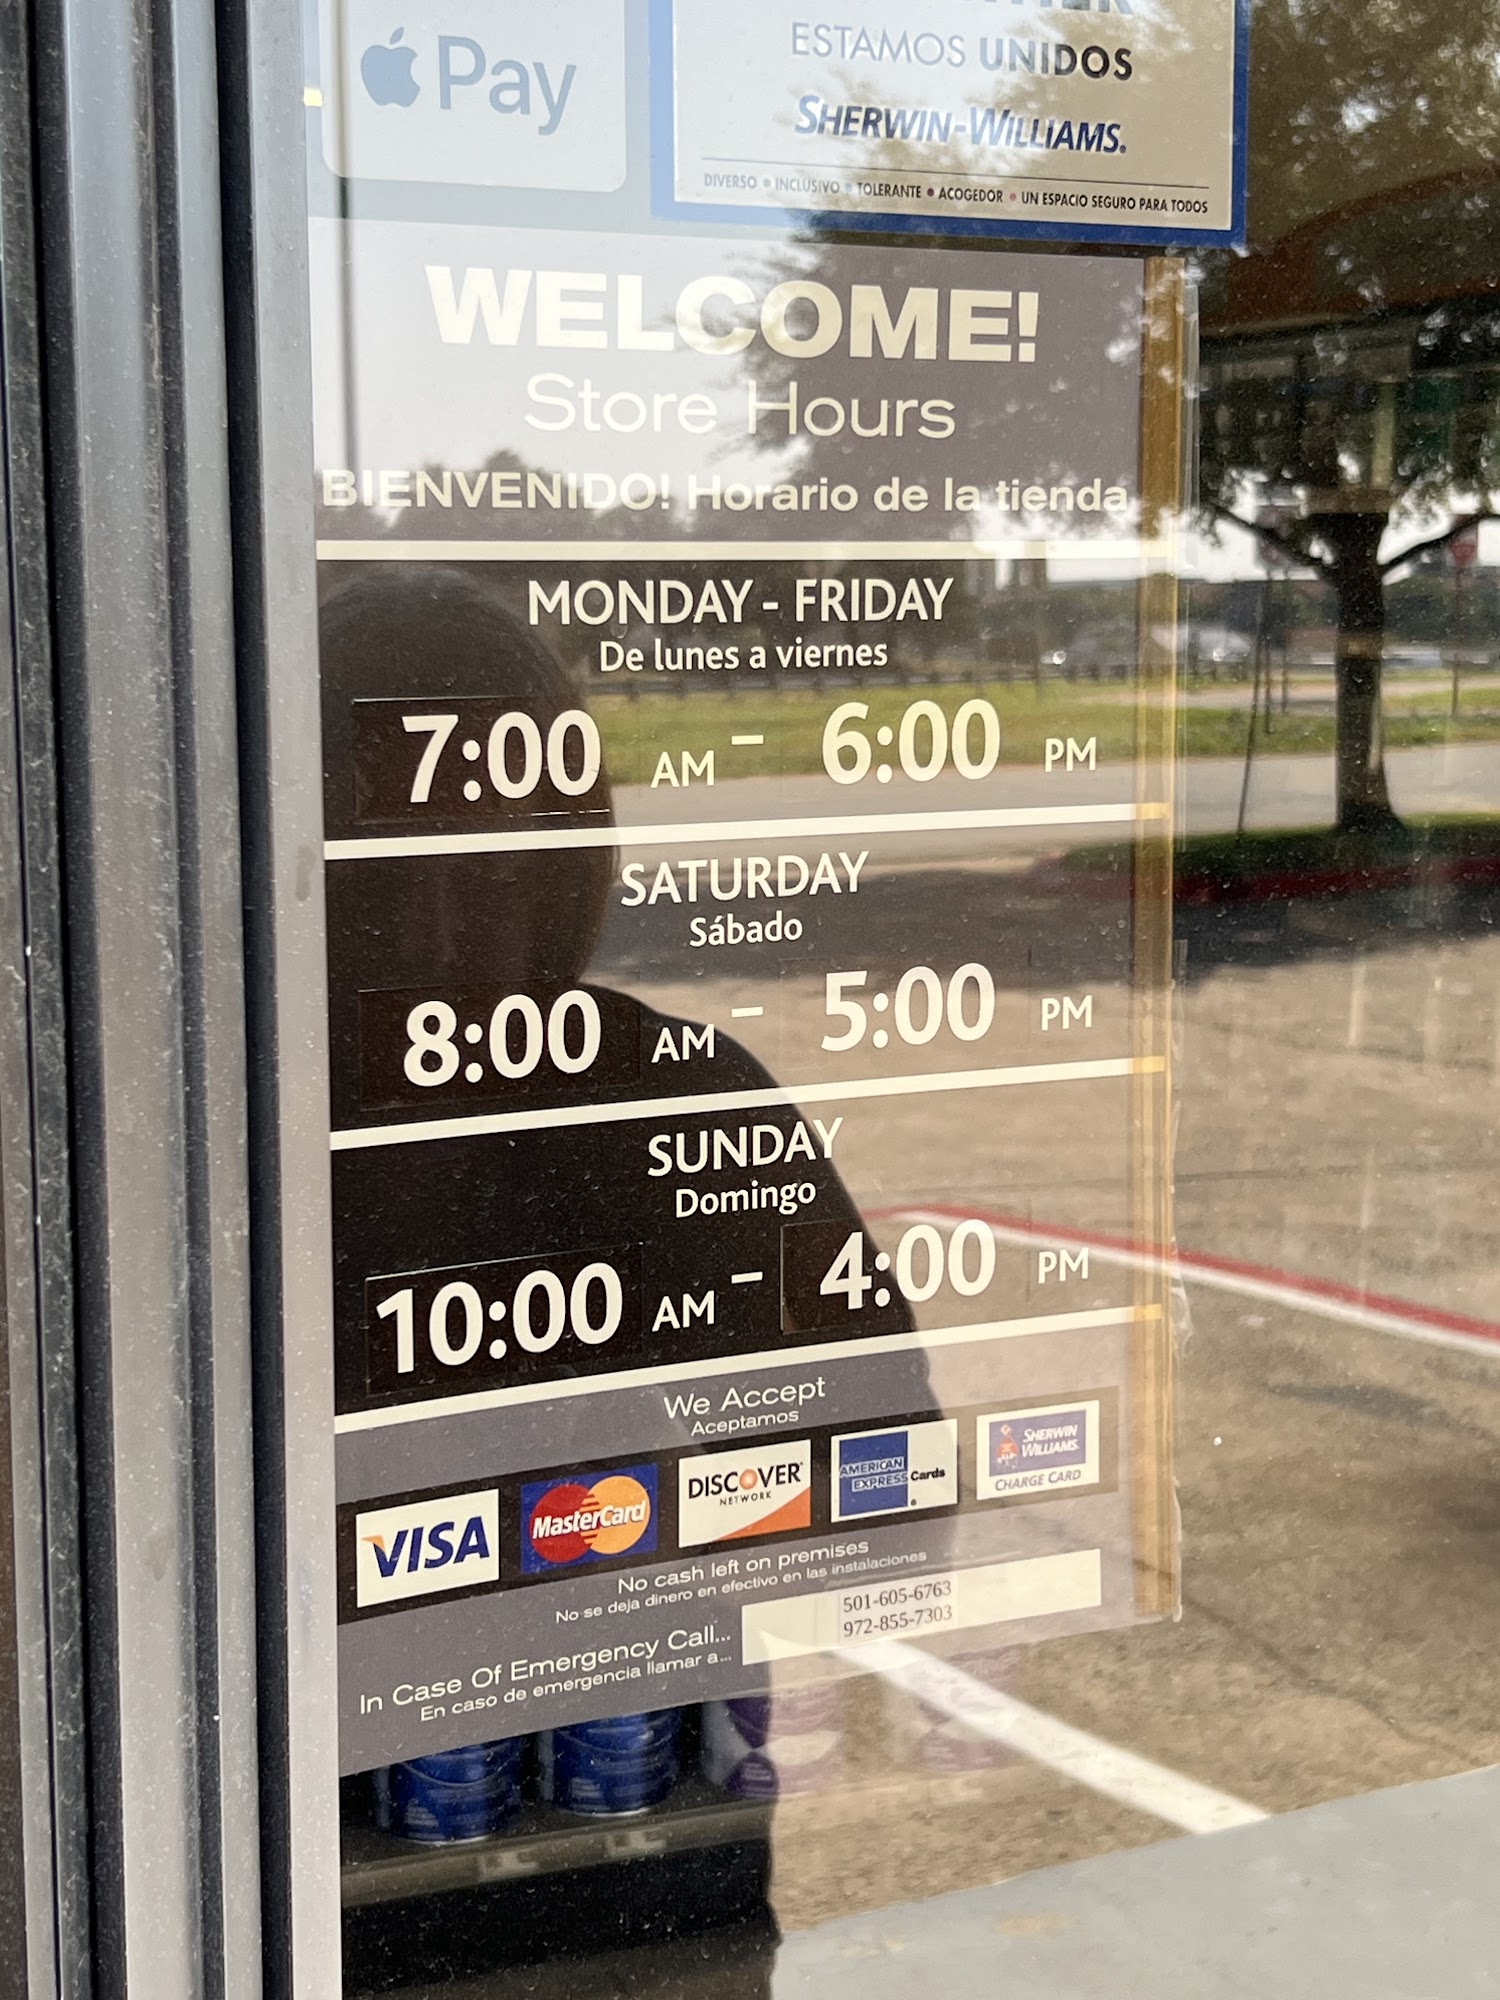 Pay
ESTAMOS UNIDOS
SHERWIN-WILLIAMS.
DIVERSO • INCLUSIVO • TOLERANTE • ACOGEDOR • UN ESPACIO SEGURO PARA TODOS
WELCOME!
Store Hours
BIENVENIDO! Horario de la tienda
MONDAY - FRIDAY
De lunes a viernes
7:00 AM - 6:00 PM
SATURDAY
Sábado
8:00 AM - 5:00 PM
SUNDAY
Domingo
10:00 AM - 4:00 PM
We Accept
Aceptamos
VISA
MasterCard
DISCOVER
NETWORK
AMERICAN
EXPRESS Cards
SHERWIN
WILLIAMS.
CHARGE CARD
No cash left on premises
No se deja dinero en efectivo en las instalaciones
In Case Of Emergency Call...
En caso de emergencia llamar a...
501-605-6763
972-855-7303